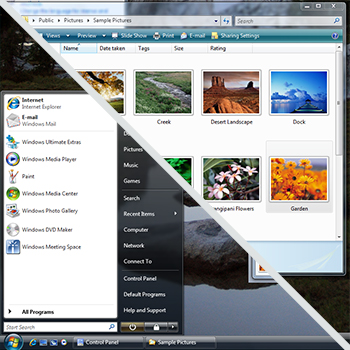 Public
Pictures
Sample Pictures
Search
Views
Preview
Slide Show
Print
E-mail
Sharing Settings
Name
Date taken
Tags
Size
Rating
Creek
Desert Landscape
Dock
Frangipani Flowers
Garden
Internet
Internet Explorer
E-mail
Windows Mail
Windows Ultimate Extras
Windows Media Player
Paint
Windows Media Center
Windows Photo Gallery
Windows DVD Maker
Windows Meeting Space
All Programs
Start Search
Pictures
Music
Games
Search
Recent Items
Computer
Network
Connect To
Control Panel
Default Programs
Help and Support
Control Panel
Sample Pictures